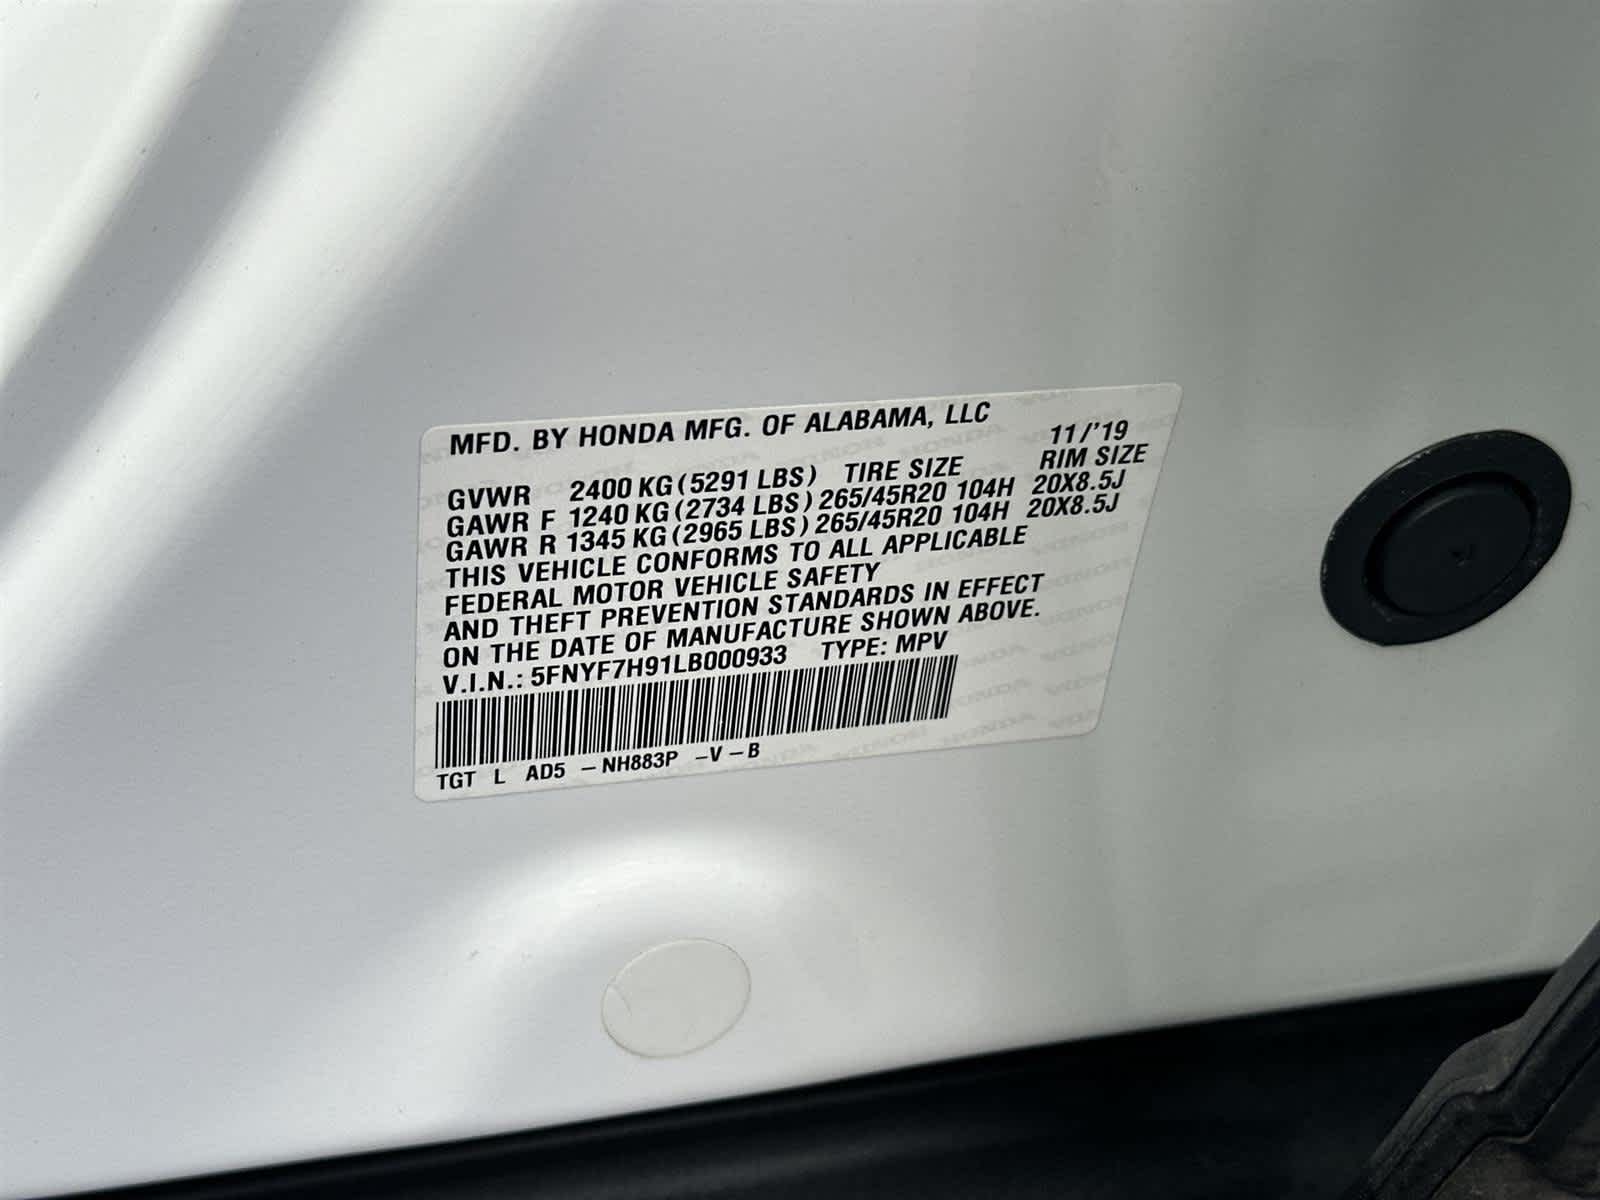 MFD. BY HONDA MFG. OF ALABAMA, LLC
11/'19
GVWR 2400 KG (5291 LBS) TIRE SIZE RIM SIZE
GAWR F 1240 KG (2734 LBS) 265/45R20 104H 20X8.5J
GAWR R 1345 KG (2965 LBS) 265/45R20 104H 20X8.5J
THIS VEHICLE CONFORMS TO ALL APPLICABLE
FEDERAL MOTOR VEHICLE SAFETY
AND THEFT PREVENTION STANDARDS IN EFFECT
ON THE DATE OF MANUFACTURE SHOWN ABOVE.
V.I.N.: 5FNYF7H91LB000933 TYPE: MPV
TGT L AD5 – NH883P –V – B